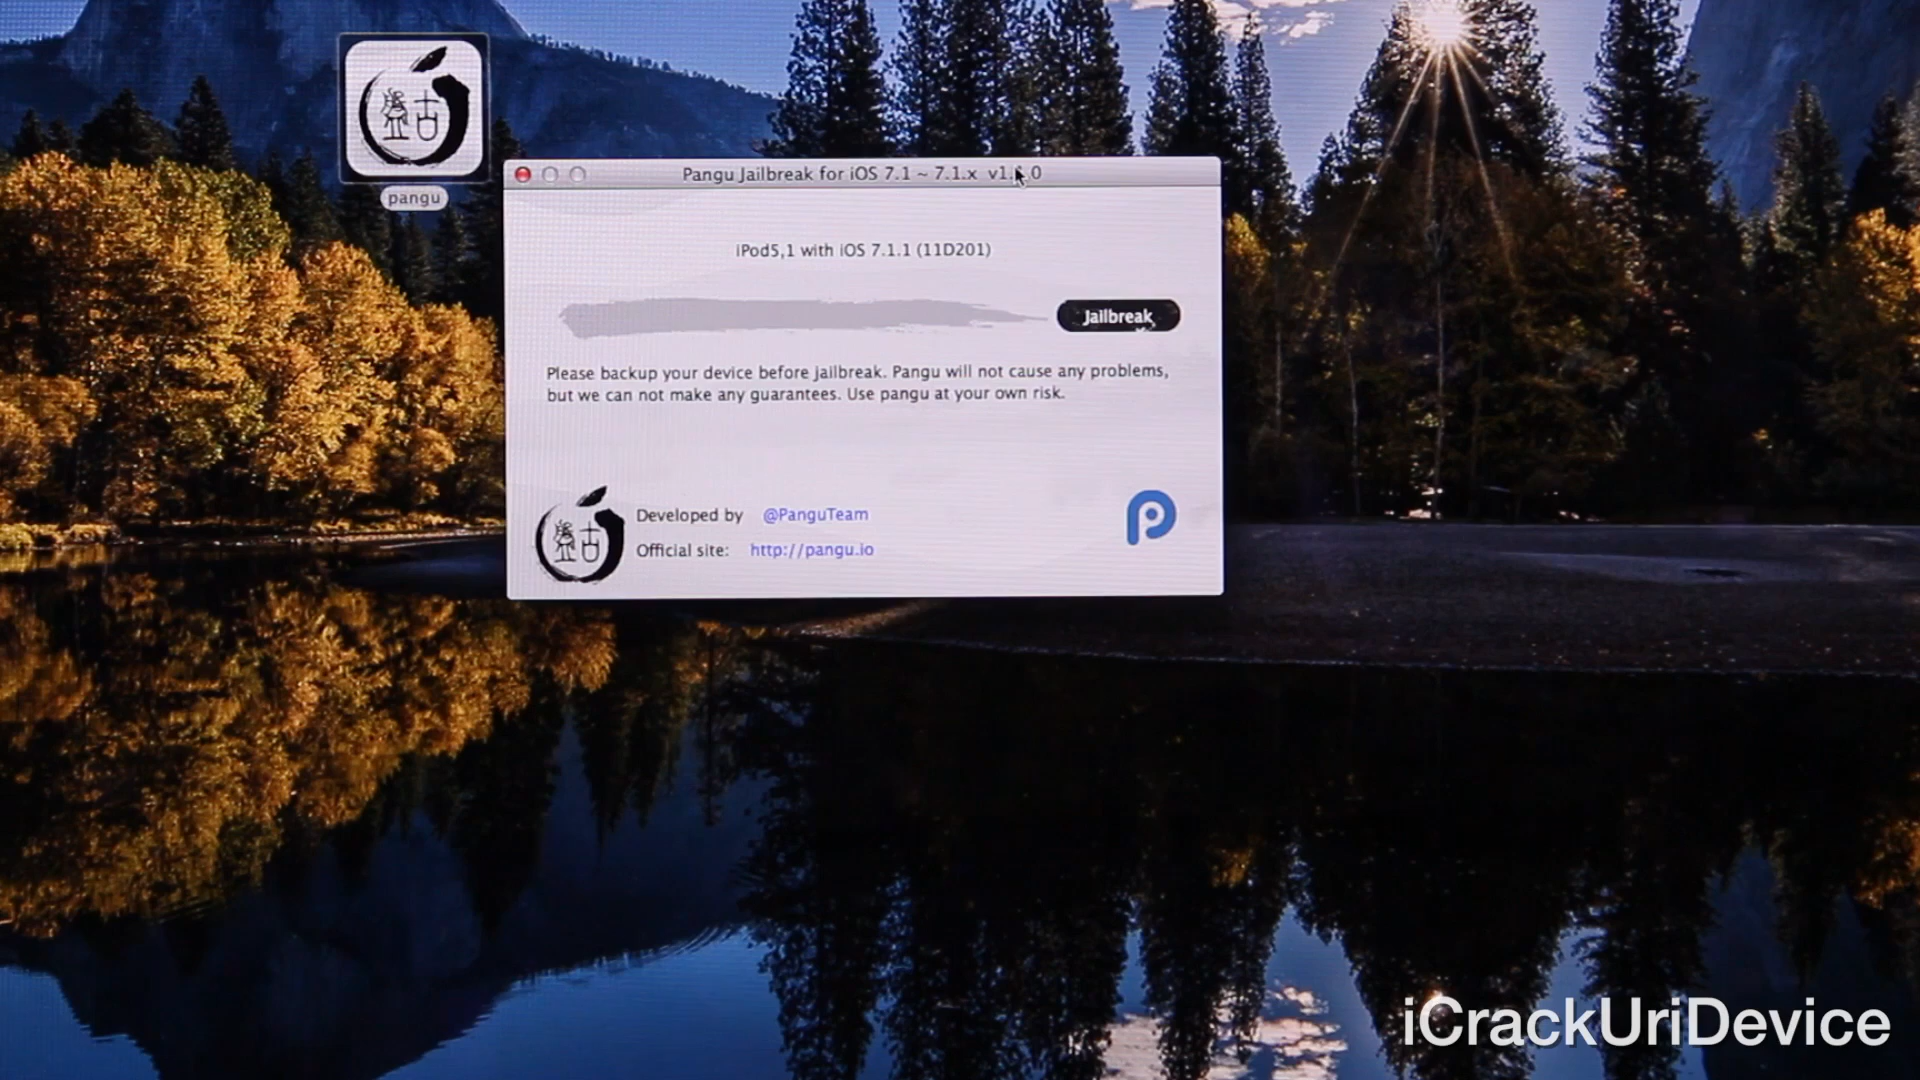 pangu
Pangu Jailbreak for iOS 7.1 ~ 7.1.x
iPod5,1 with iOS 7.1.1 (11D201)
Jailbreak
Please backup your device before jailbreak. Pangu will not cause any problems,
but we can not make any guarantees. Use pangu at your own risk.
Developed by @PanguTeam
Official site: http://pangu.io
iCrackUriDevice